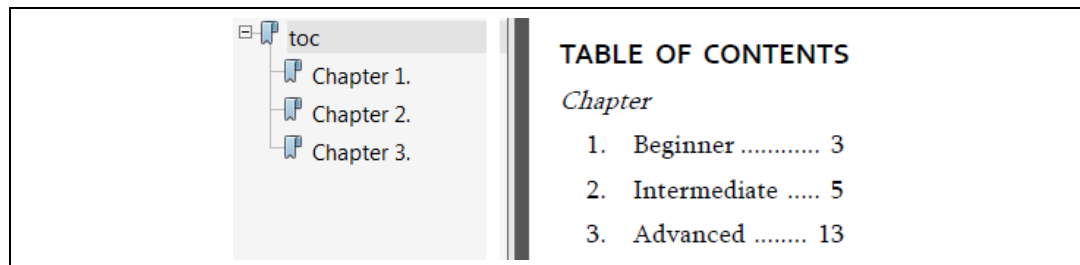 toc
Chapter 1.
Chapter 2.
Chapter 3.
TABLE OF CONTENTS
Chapter
1. Beginner ............ 3
2. Intermediate ..... 5
3. Advanced ........ 13